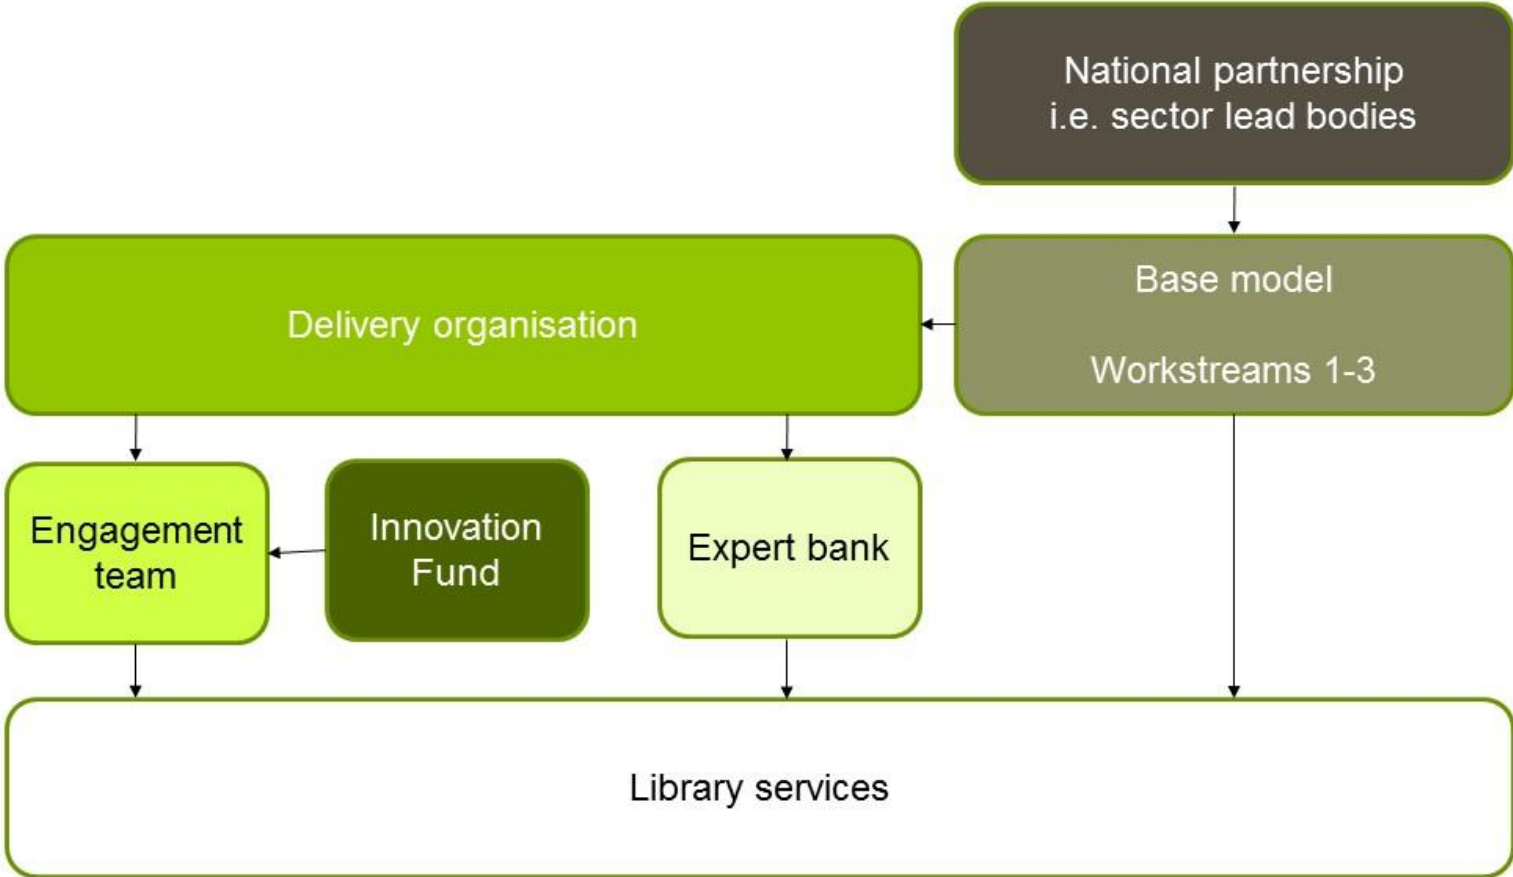 National partnership
i.e. sector lead bodies
Delivery organisation
Base model
Workstreams 1-3
Engagement
team
Innovation
Fund
Expert bank
Library services